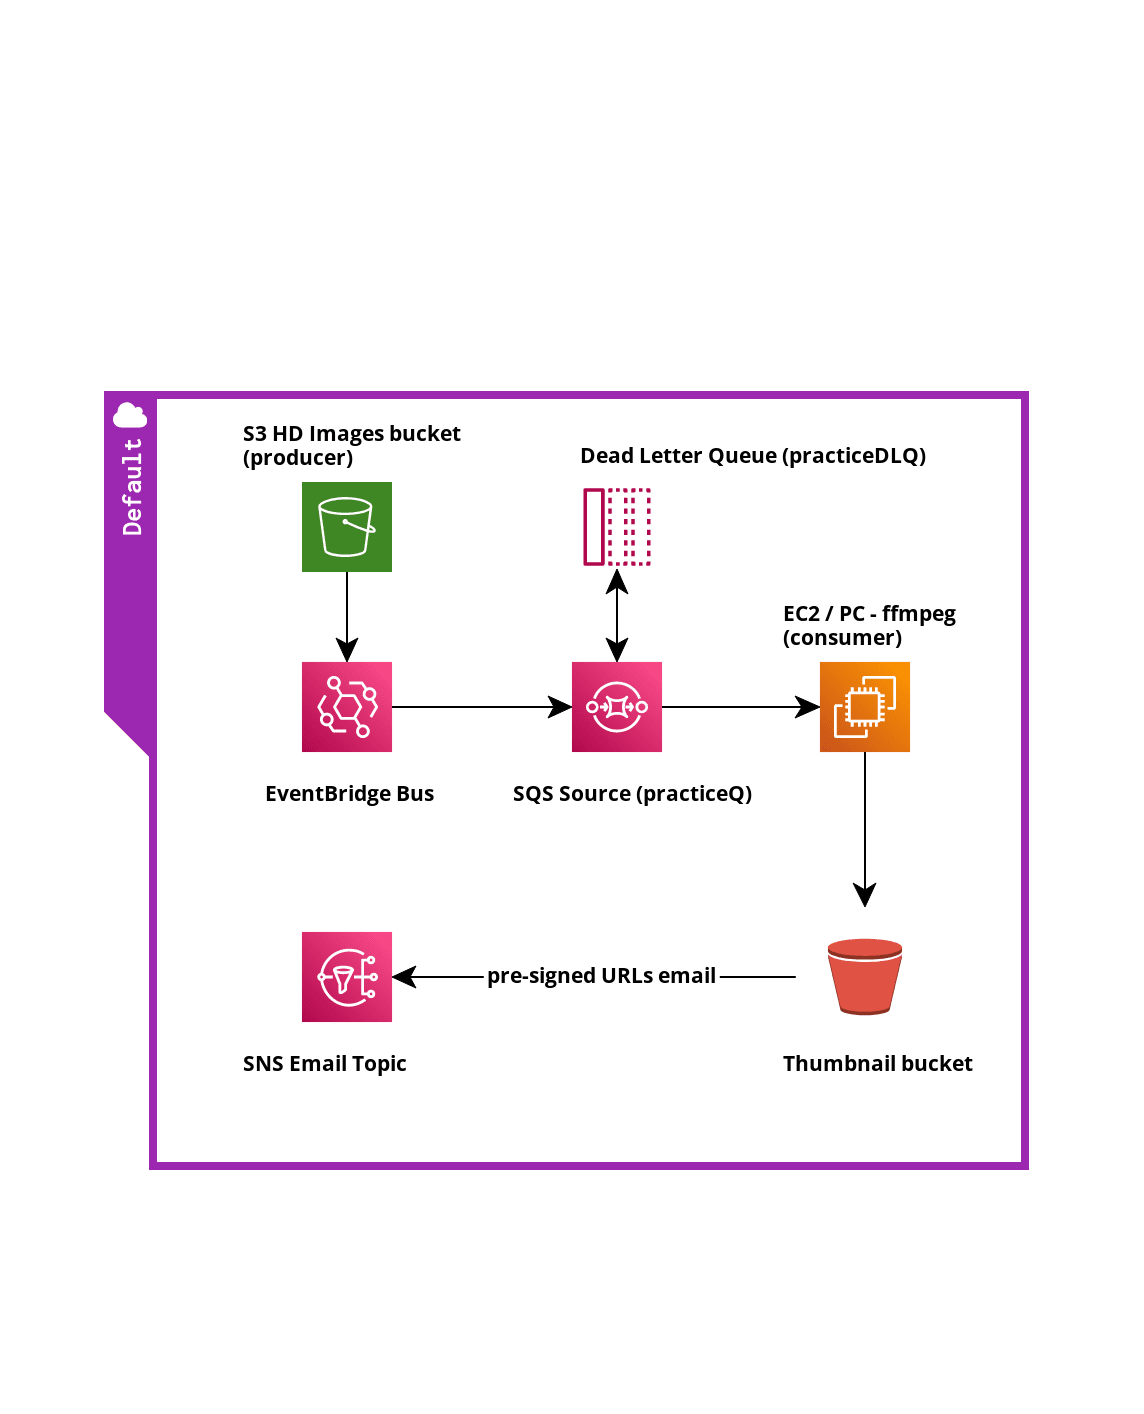 Default
S3 HD Images bucket
(producer)
Dead Letter Queue (practiceDLQ)
EC2 / PC - ffmpeg
(consumer)
EventBridge Bus
SQS Source (practiceQ)
pre-signed URLs email
SNS Email Topic
Thumbnail bucket